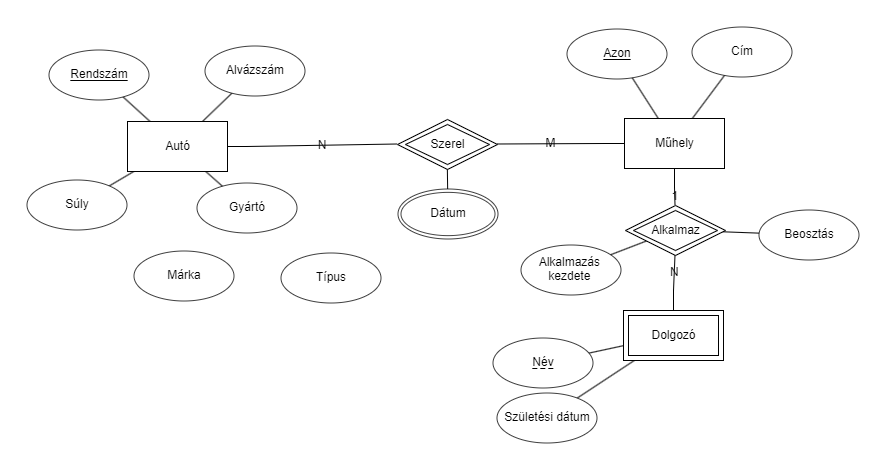 Azon
Cím
Rendszám
Alvázszám
Autó
N
Szerel
M
Műhely
1
Súly
Gyártó
Dátum
Alkalmaz
Beosztás
Márka
Típus
Alkalmazás
kezdete
N
Dolgozó
Név
Születési dátum